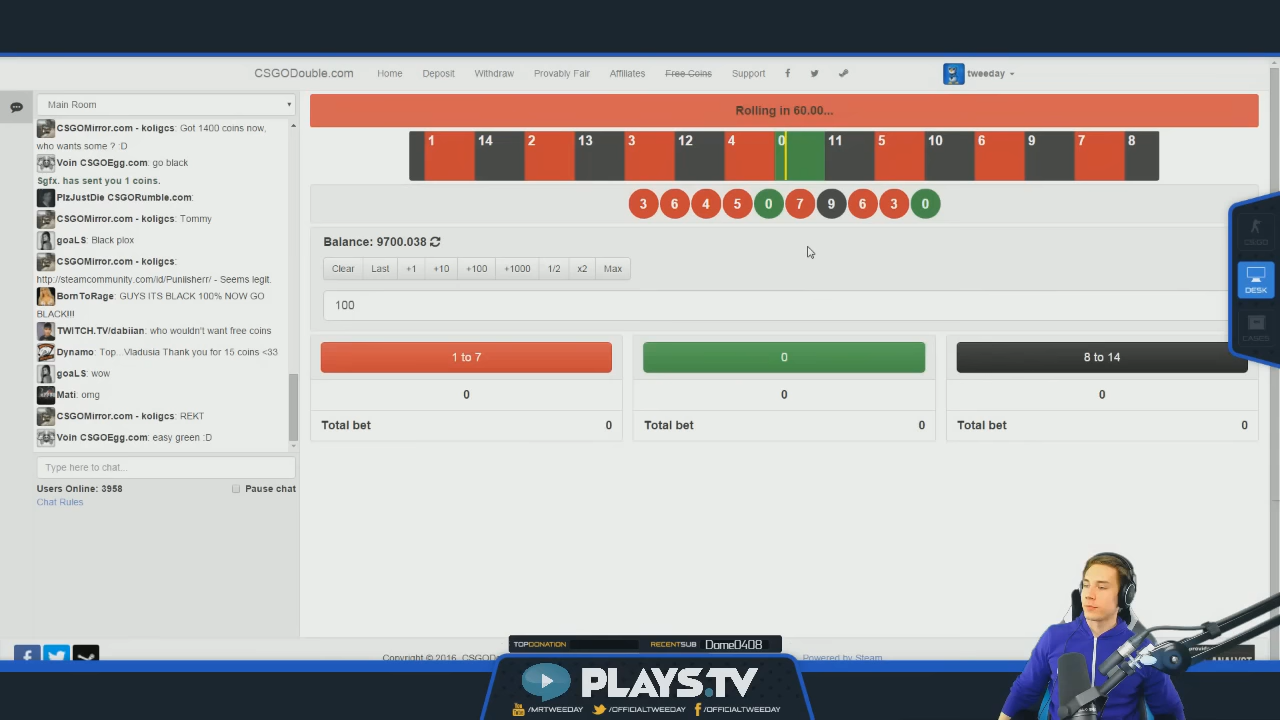 CSGODouble.com Home Deposit Withdraw Provably Fair Affiliates Free Coins Support tweeday
Main Room
CSGOMirror.com - koligcs: Got 1400 coins now,
who wants some ? :D
Voin CSGOEgg.com: go black
Sgfx. has sent you 1 coins.
PlzJustDie CSGORumble.com:
CSGOMirror.com - koligcs: Tommy
goaLS: Black plox
CSGOMirror.com - koligcs:
http://steamcommunity.com/id/Puniisherr/ - Seems legit.
BornToRage: GUYS ITS BLACK 100% NOW GO
BLACK!!!
TWITCH.TV/dabiian: who wouldn't want free coins
Dynamo: Top...Vladusia Thank you for 15 coins <33
goaLS: wow
Mati: omg
CSGOMirror.com - koligcs: REKT
Voin CSGOEgg.com: easy green :D
Type here to chat...
Users Online: 3958 Pause chat
Chat Rules
Rolling in 60.00...
1 14 2 13 3 12 4 0 11 5 10 6 9 7 8
3 6 4 5 0 7 9 6 3 0
Balance: 9700.038
Clear Last +1 +10 +100 +1000 1/2 x2 Max
100
1 to 7 0 8 to 14
0 0 0
Total bet 0 Total bet 0 Total bet 0
CSGO
DESK
CASES
TOPDONATION RECENTSUB Dome0408
Copyright © 2016, Powered by Steam
PLAYS.TV
/MRTWEEDAY /OFFICIALTWEEDAY /OFFICIALTWEEDAY